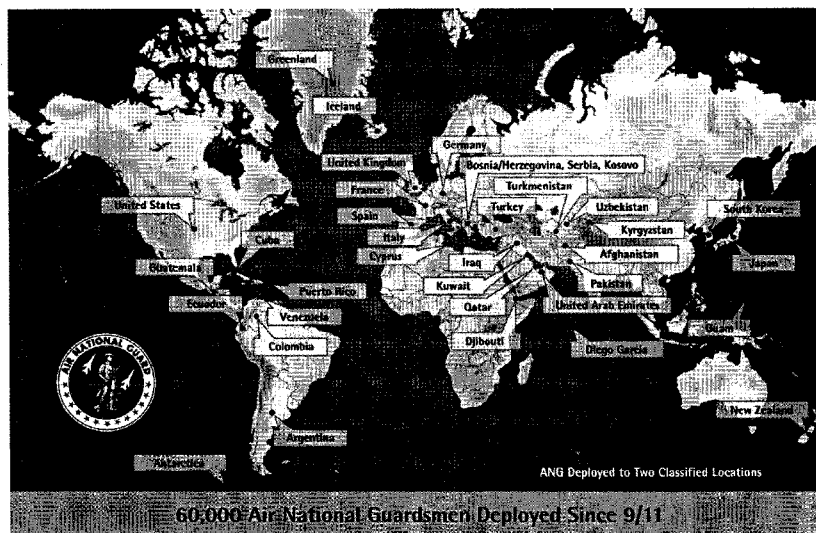 Greenland
Iceland
Germany
United Kingdom
Bosnia/Herzegovina, Serbia, Kosovo
France
Turkmenistan
United States
Spain
Turkey
Uzbekistan
South Korea
Cuba
Italy
Kyrgyzstan
Cyprus
Iraq
Afghanistan
Japan
Guatemala
Kuwait
Pakistan
Ecuador
Puerto Rico
Qatar
United Arab Emirates
Venezuela
Guam
Colombia
Djibouti
Diego Garcia
AIR NATIONAL GUARD
New Zealand
Argentina
Antarctica
ANG Deployed to Two Classified Locations
60,000 Air National Guardsmen Deployed Since 9/11